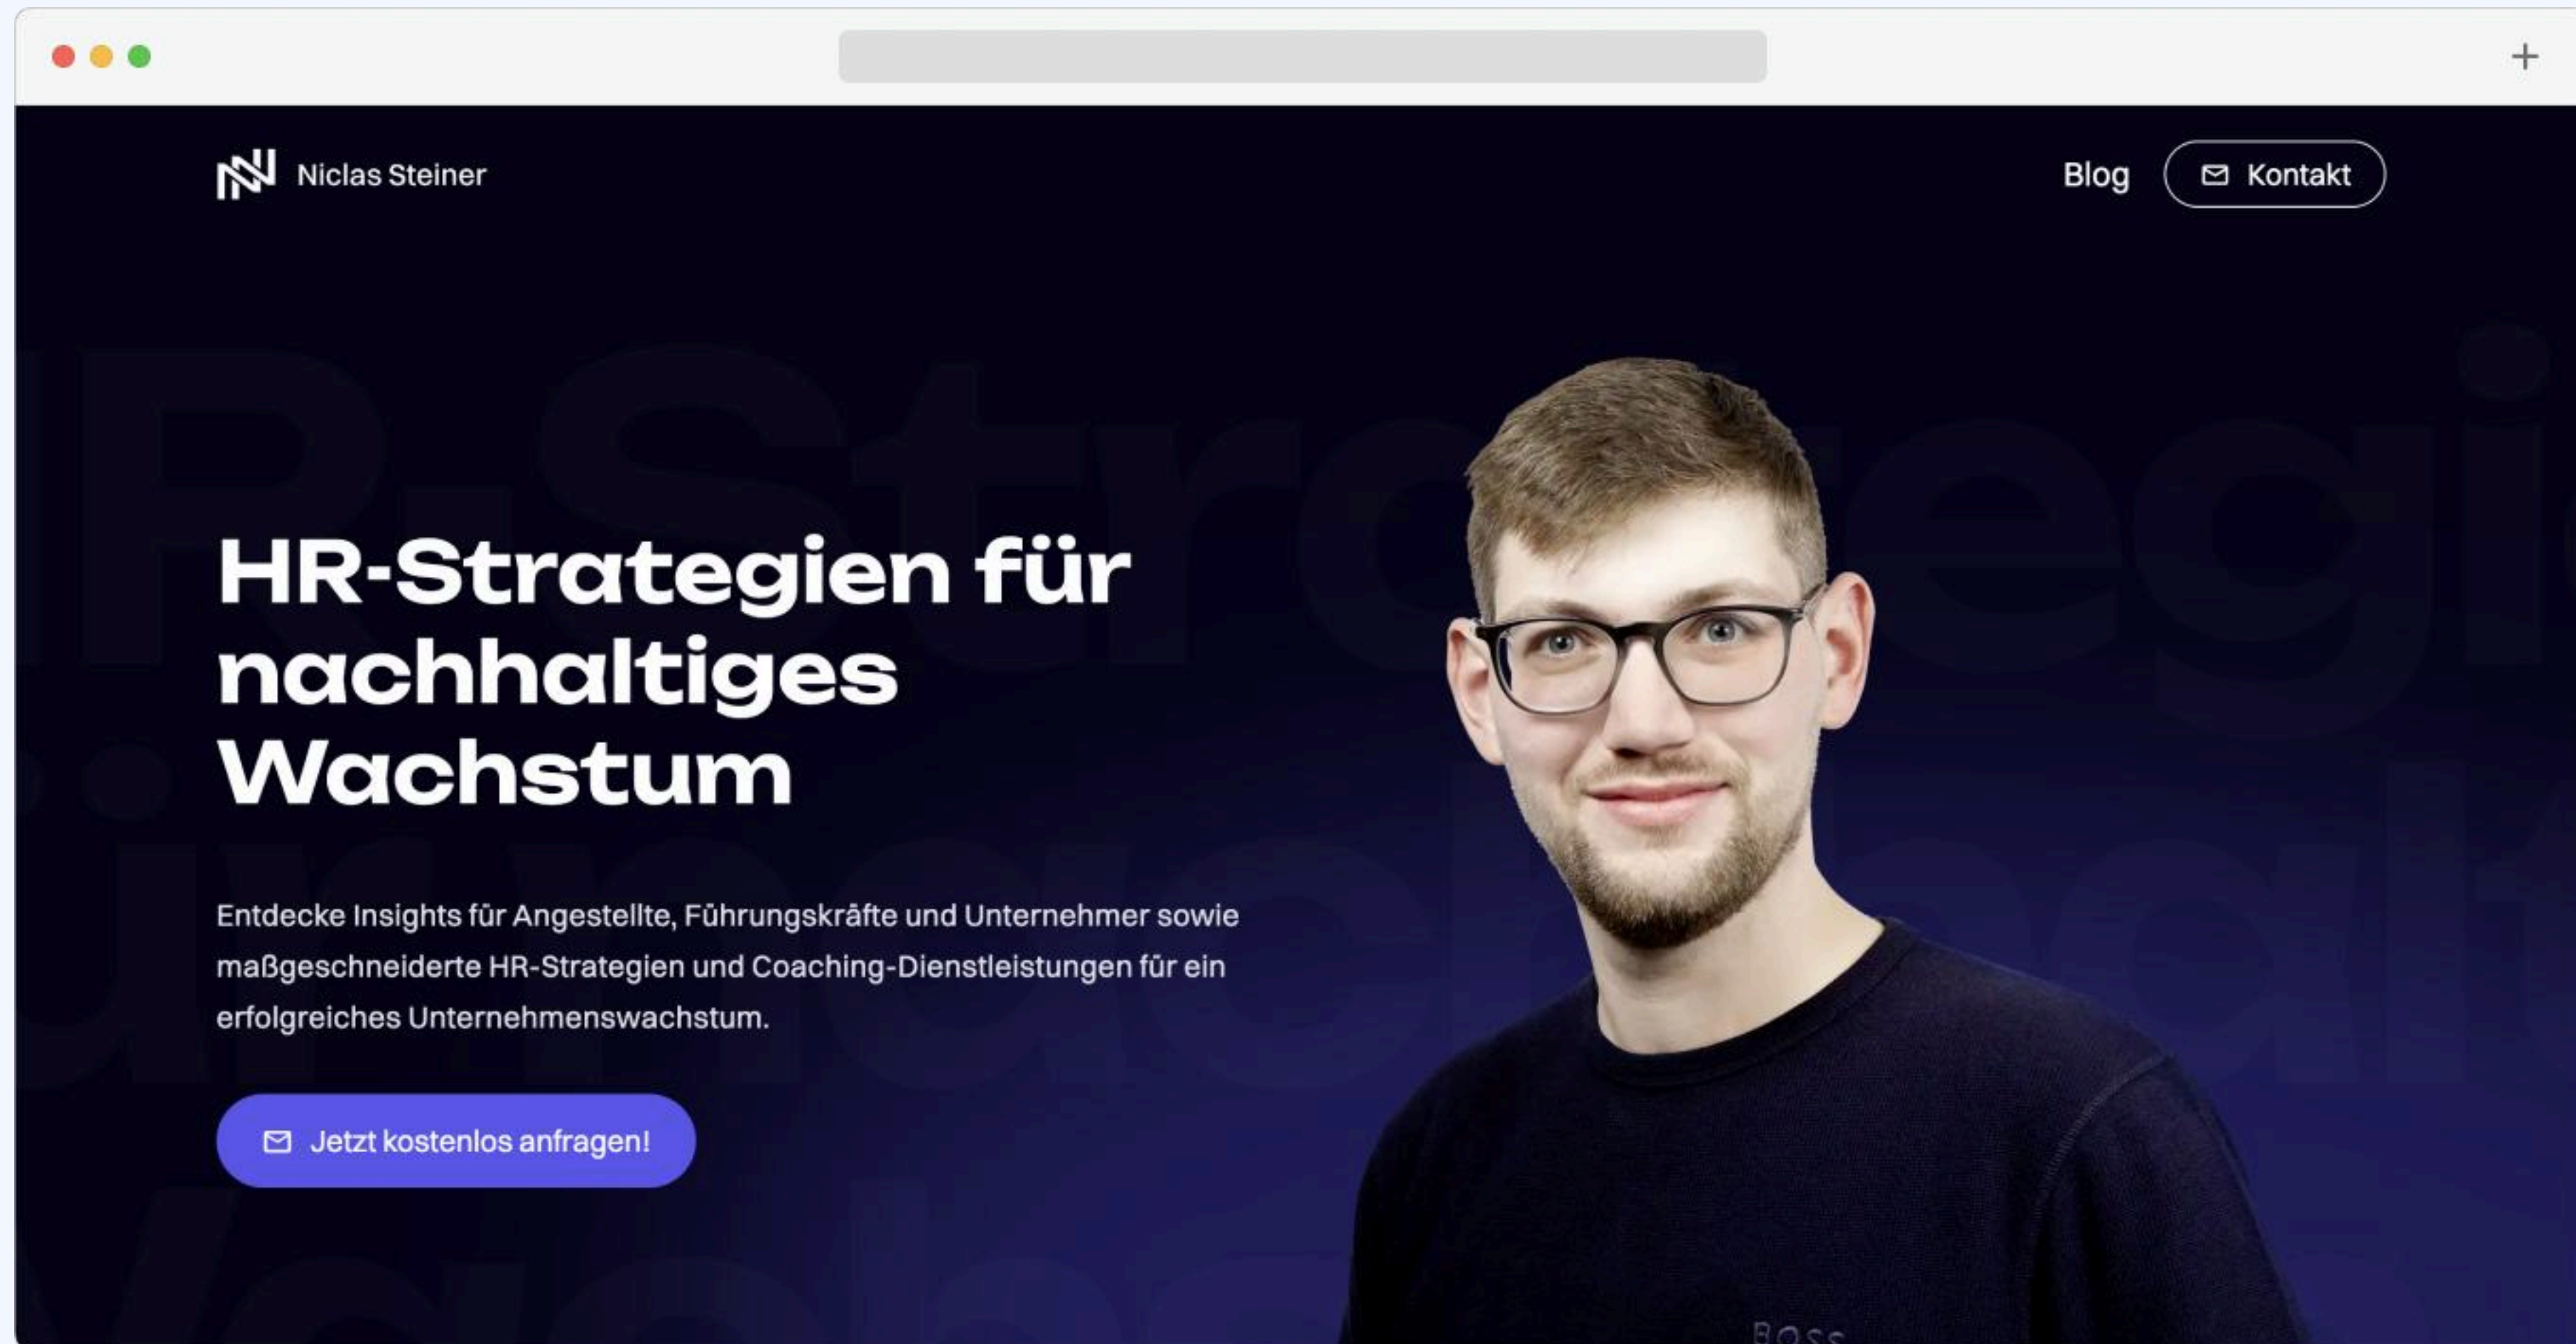 Niclas Steiner
Blog
Kontakt
HR-Strategien für
nachhaltiges
Wachstum
Entdecke Insights für Angestellte, Führungskräfte und Unternehmer sowie
maßgeschneiderte HR-Strategien und Coaching-Dienstleistungen für ein
erfolgreiches Unternehmenswachstum.
Jetzt kostenlos anfragen!
BOSS